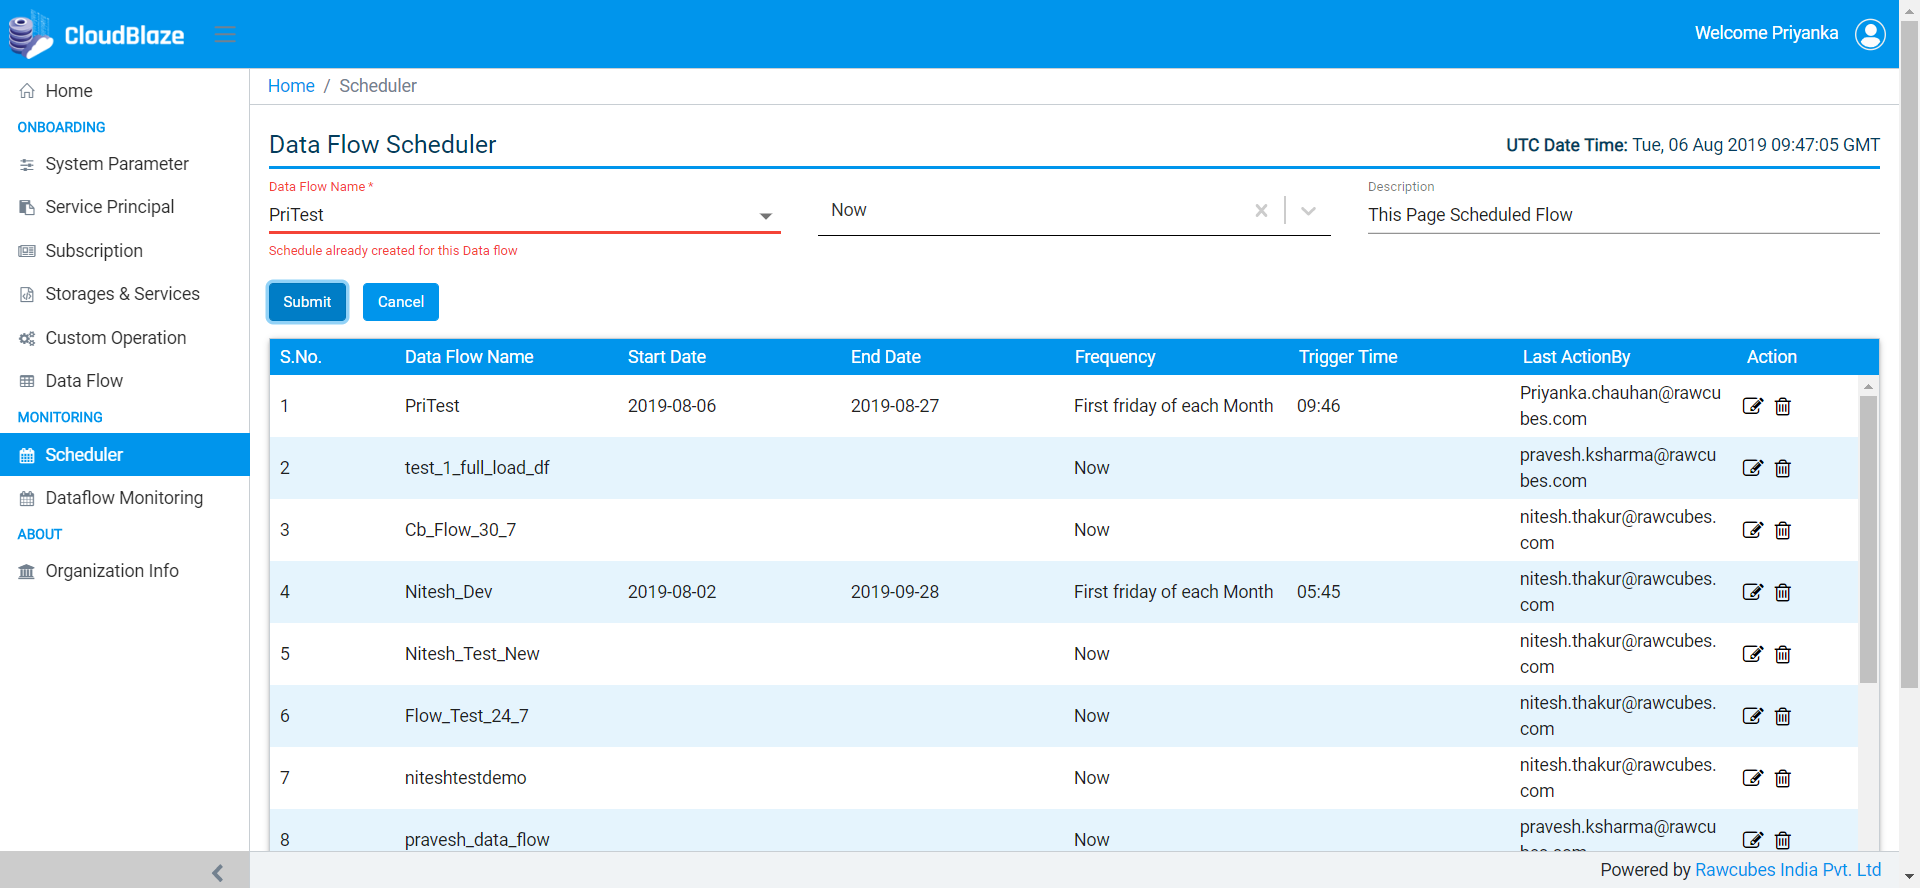 CloudBlaze
Welcome Priyanka
Home
ONBOARDING
System Parameter
Service Principal
Subscription
Storages & Services
Custom Operation
Data Flow
MONITORING
Scheduler
Dataflow Monitoring
ABOUT
Organization Info
Home / Scheduler
Data Flow Scheduler
UTC Date Time: Tue, 06 Aug 2019 09:47:05 GMT
Data Flow Name *
PriTest
Schedule already created for this Data flow
Now
Description
This Page Scheduled Flow
Submit Cancel
S.No. Data Flow Name Start Date End Date Frequency Trigger Time Last ActionBy Action
1 PriTest 2019-08-06 2019-08-27 First friday of each Month 09:46 Priyanka.chauhan@rawcu
bes.com
2 test_1_full_load_df Now pravesh.ksharma@rawcu
bes.com
3 Cb_Flow_30_7 Now nitesh.thakur@rawcubes.
com
4 Nitesh_Dev 2019-08-02 2019-09-28 First friday of each Month 05:45 nitesh.thakur@rawcubes.
com
5 Nitesh_Test_New Now nitesh.thakur@rawcubes.
com
6 Flow_Test_24_7 Now nitesh.thakur@rawcubes.
com
7 niteshtestdemo Now nitesh.thakur@rawcubes.
com
8 pravesh_data_flow Now pravesh.ksharma@rawcu
Powered by Rawcubes India Pvt. Ltd